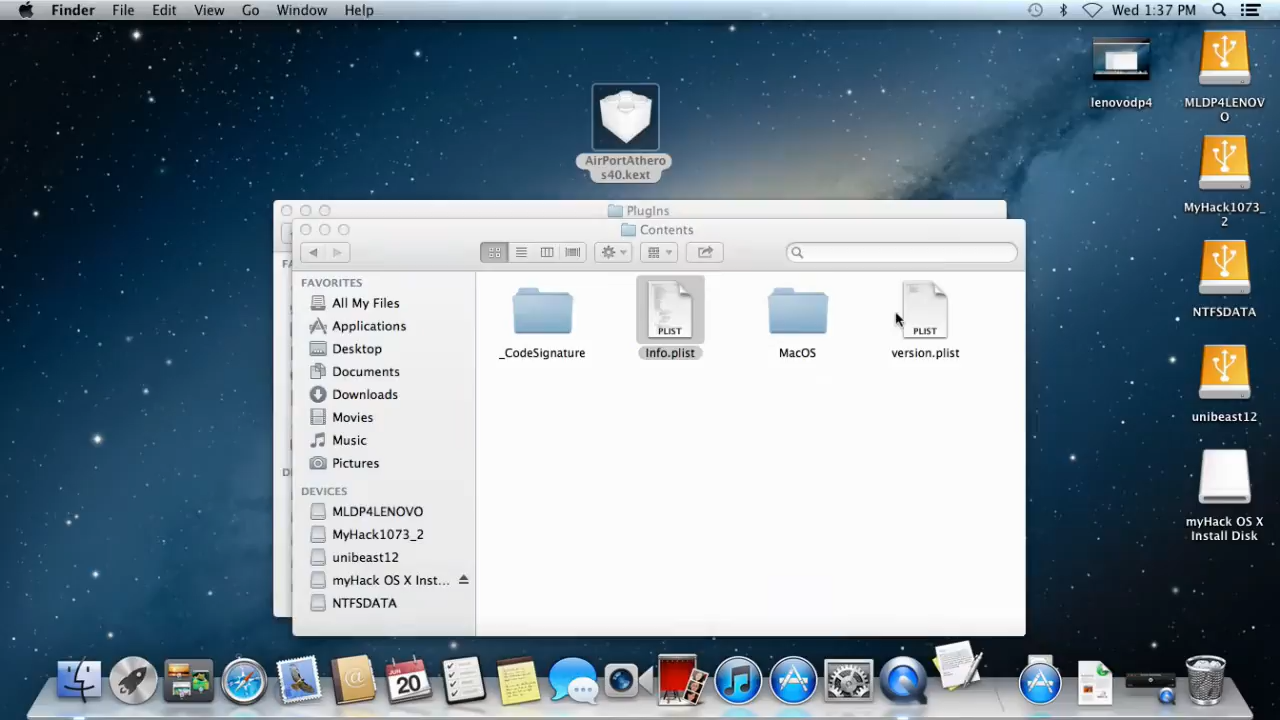 Finder File Edit View Go Window Help
Wed 1:37 PM
lenovodp4
MLDP4LENOV
O
AirPortAthero
s40.kext
MyHack1073_
2
PlugIns
Contents
FAVORITES
All My Files
Applications
Desktop
Documents
Downloads
Movies
Music
Pictures
DEVICES
MLDP4LENOVO
MyHack1073_2
unibeast12
myHack OS X Inst...
NTFSDATA
PLIST
PLIST
_CodeSignature
Info.plist
MacOS
version.plist
NTFSDATA
unibeast12
myHack OS X
Install Disk
FA
D
JUN
20